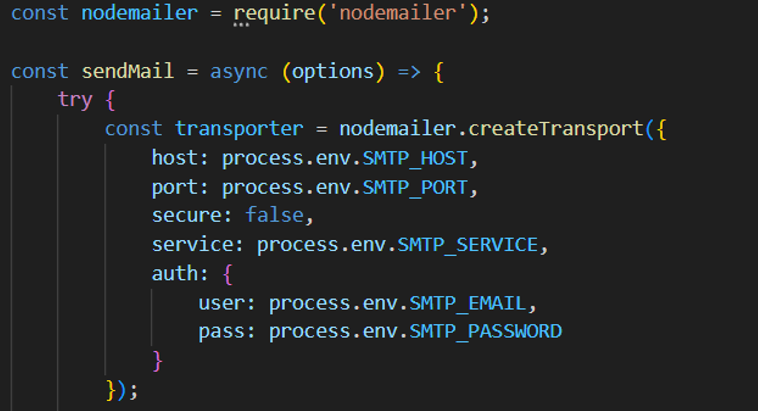 const nodemailer = require('nodemailer');
const sendMail = async (options) => {
try {
const transporter = nodemailer.createTransport({
host: process.env.SMTP_HOST,
port: process.env.SMTP_PORT,
secure: false,
service: process.env.SMTP_SERVICE,
auth: {
user: process.env.SMTP_EMAIL,
pass: process.env.SMTP_PASSWORD
}
});